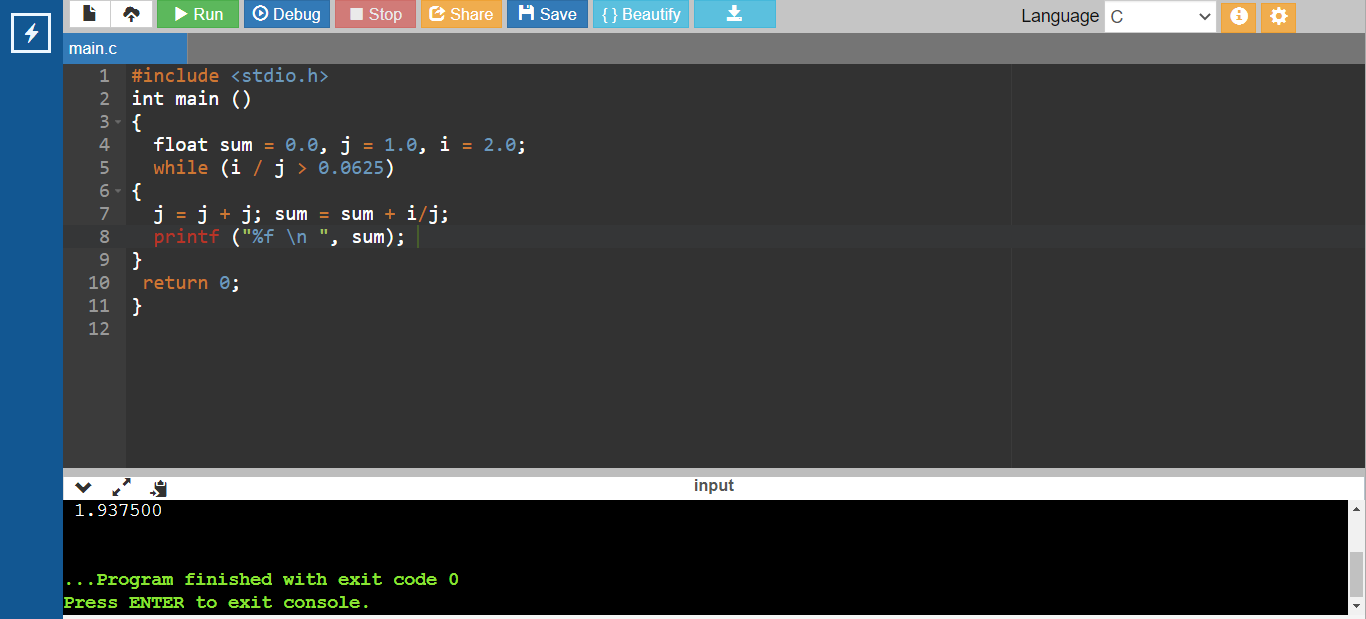 Run Debug Stop Share Save { } Beautify Language C
main.c
1 #include <stdio.h>
2 int main ()
3 {
4   float sum = 0.0, j = 1.0, i = 2.0;
5   while (i / j > 0.0625)
6 {
7   j = j + j; sum = sum + i/j;
8   printf ("%f \n ", sum);
9 }
10  return 0;
11 }
12
input
1.937500
...Program finished with exit code 0
Press ENTER to exit console.